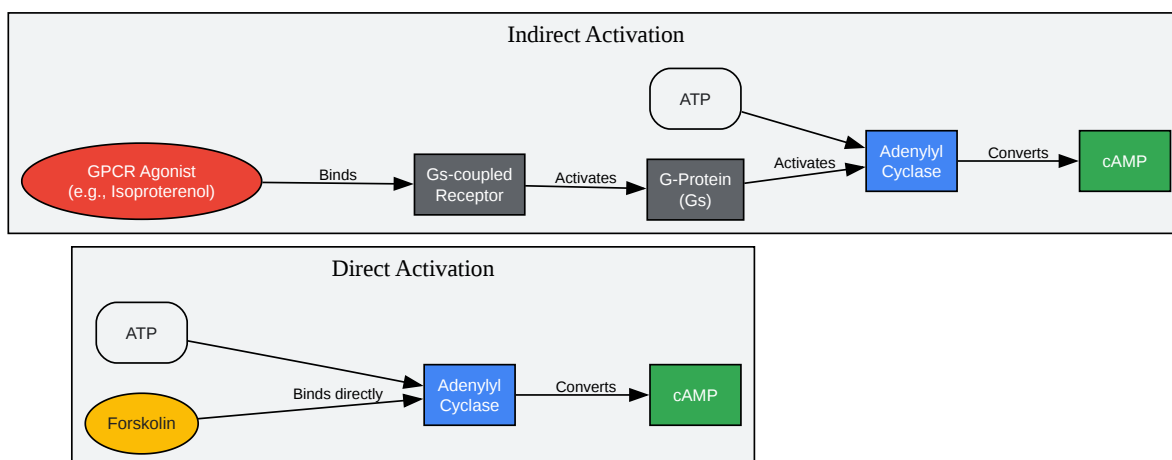 Indirect Activation
ATP
GPCR Agonist
(e.g., Isoproterenol)
Binds
Gs-coupled
Receptor
Activates
G-Protein
(Gs)
Activates
Adenylyl
Cyclase
Converts
cAMP
Direct Activation
ATP
Forskolin
Binds directly
Adenylyl
Cyclase
Converts
cAMP